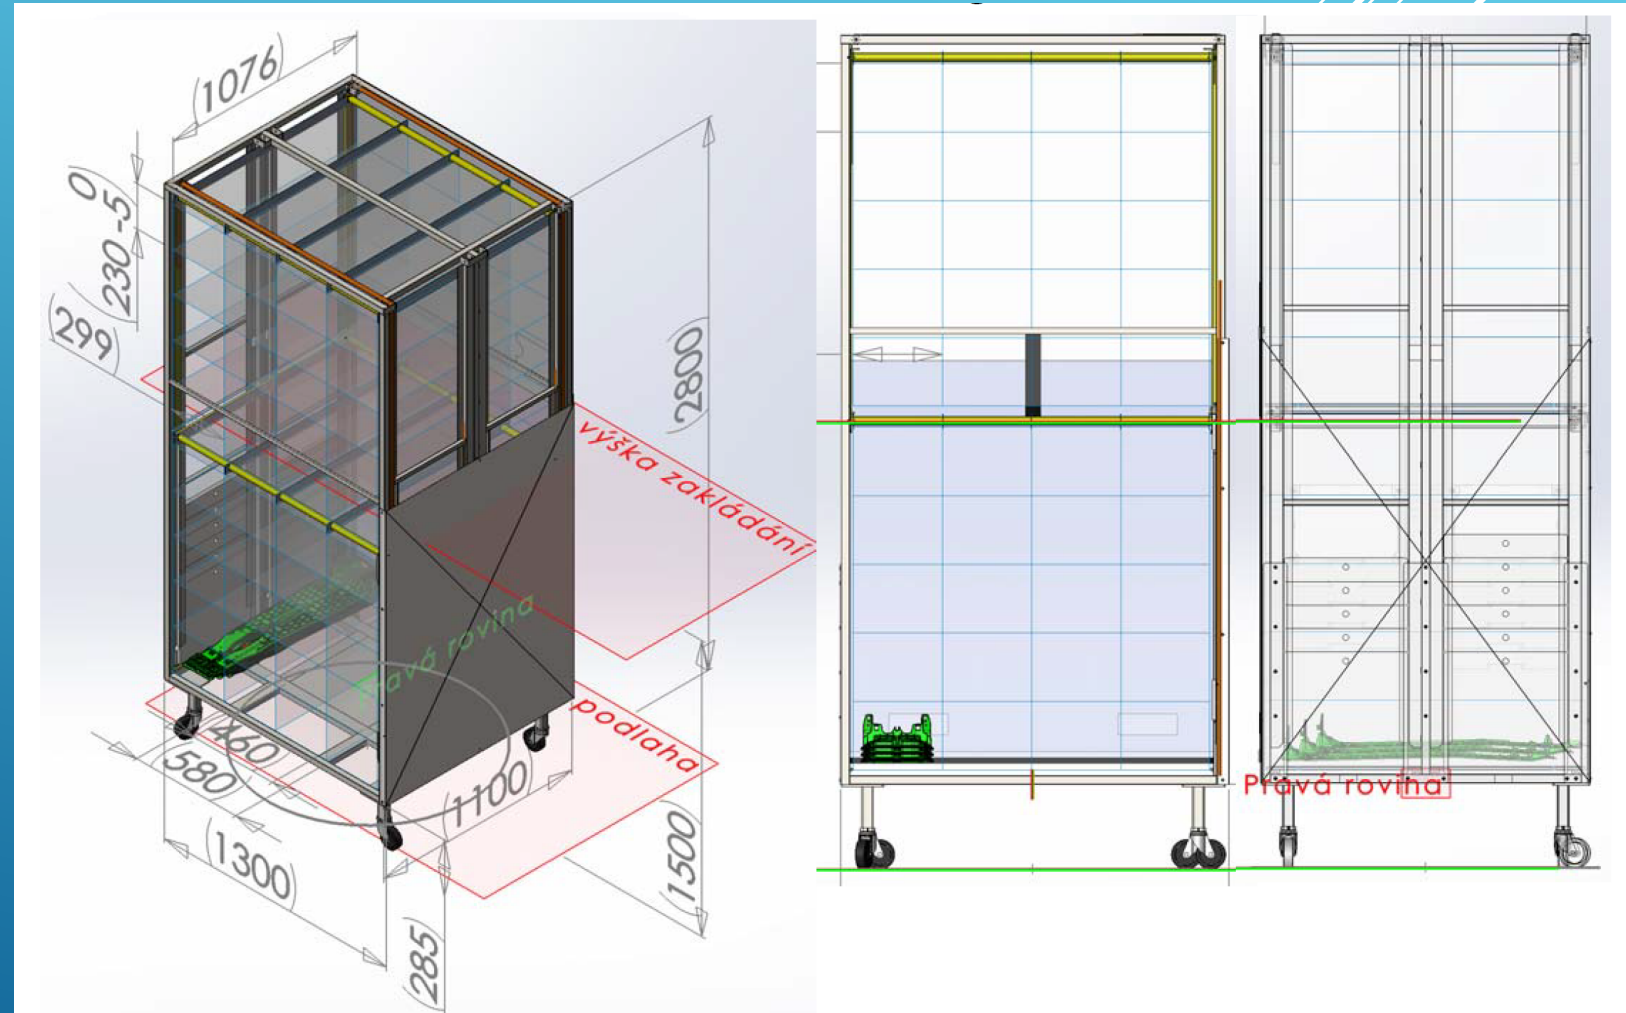 (1076)
0
230 -5
(299)
(2800)
výška zakládání
Pravá rovina
podlaha
460
580
(1100)
(1300)
(1500)
(285)
Pravá rovina